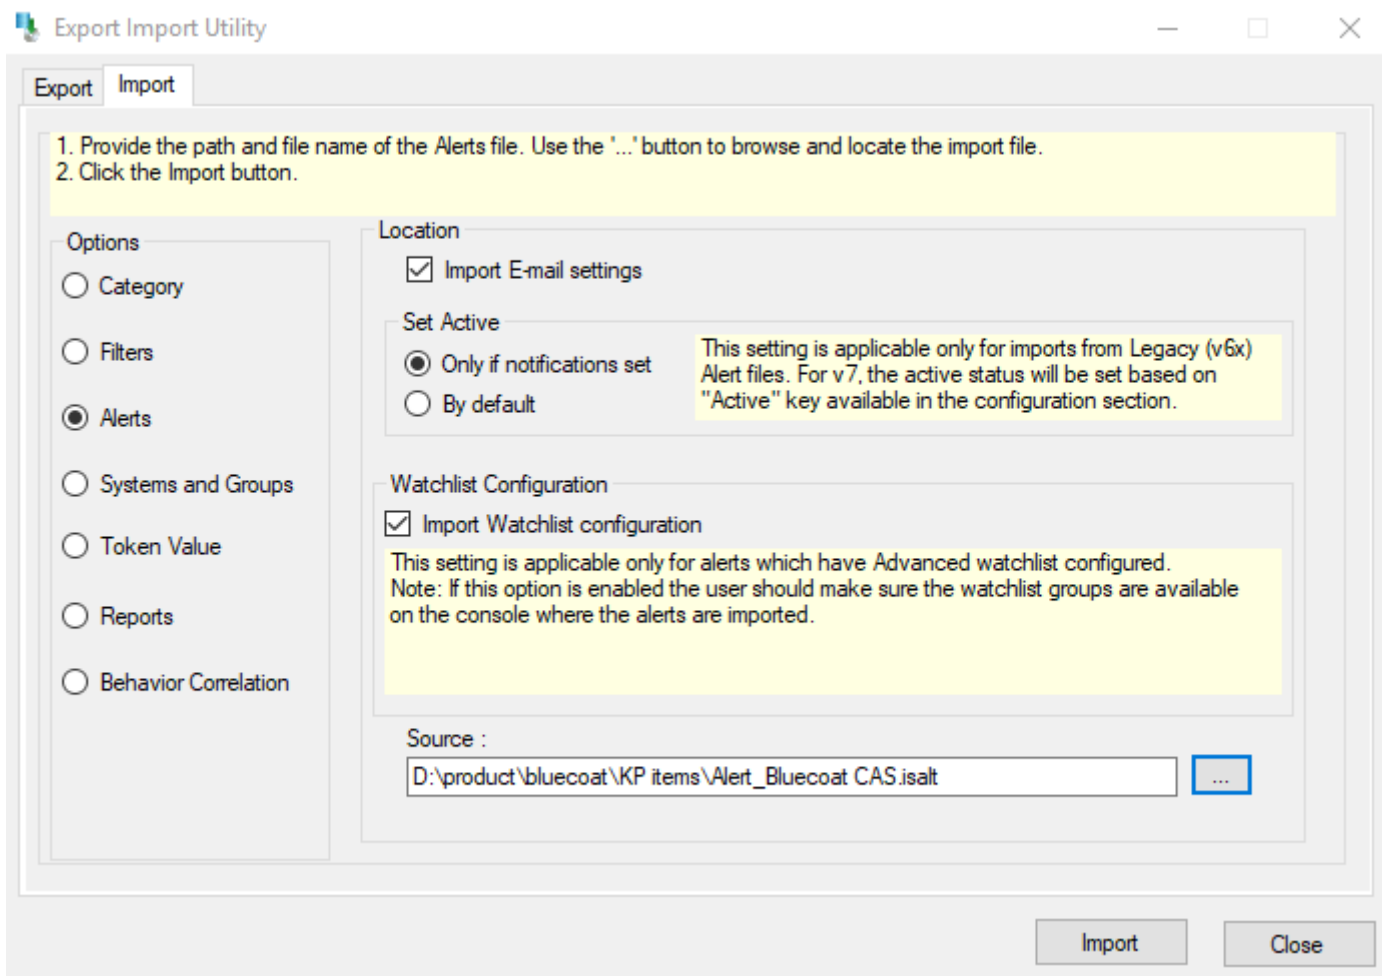 Export Import Utility
Export
Import
1. Provide the path and file name of the Alerts file. Use the '...' button to browse and locate the import file.
2. Click the Import button.
Options
Category
Filters
Alerts
Systems and Groups
Token Value
Reports
Behavior Correlation
Location
Import E-mail settings
Set Active
Only if notifications set
By default
This setting is applicable only for imports from Legacy (v6x)
Alert files. For v7, the active status will be set based on
"Active" key available in the configuration section.
Watchlist Configuration
Import Watchlist configuration
This setting is applicable only for alerts which have Advanced watchlist configured.
Note: If this option is enabled the user should make sure the watchlist groups are available
on the console where the alerts are imported.
Source :
D:\product\bluecoat\KP items\Alert_Bluecoat CAS.isalt
...
Import
Close